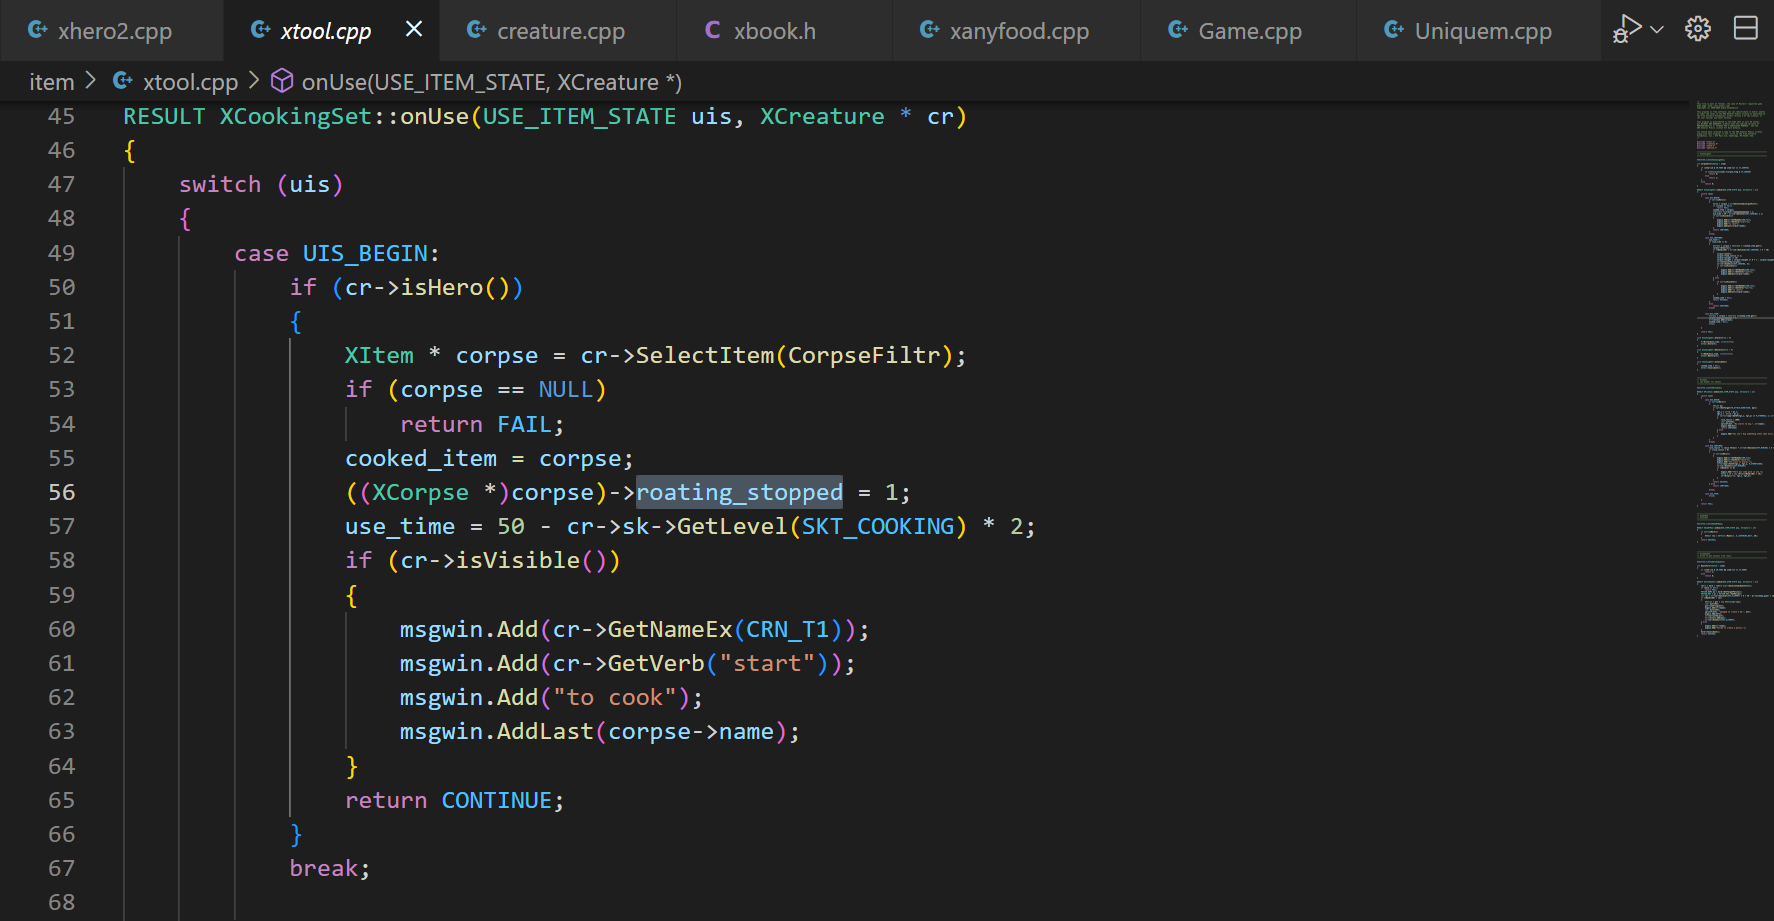 xhero2.cpp xtool.cpp creature.cpp xbook.h xanyfood.cpp Game.cpp Uniquem.cpp
item > xtool.cpp > onUse(USE_ITEM_STATE, XCreature *)
45 RESULT XCookingSet::onUse(USE_ITEM_STATE uis, XCreature * cr)
46 {
47 switch (uis)
48 {
49 case UIS_BEGIN:
50 if (cr->isHero())
51 {
52 XItem * corpse = cr->SelectItem(CorpseFiltr);
53 if (corpse == NULL)
54 return FAIL;
55 cooked_item = corpse;
56 ((XCorpse *)corpse)->roating_stopped = 1;
57 use_time = 50 - cr->sk->GetLevel(SKT_COOKING) * 2;
58 if (cr->isVisible())
59 {
60 msgwin.Add(cr->GetNameEx(CRN_T1));
61 msgwin.Add(cr->GetVerb("start"));
62 msgwin.Add("to cook");
63 msgwin.AddLast(corpse->name);
64 }
65 return CONTINUE;
66 }
67 break;
68